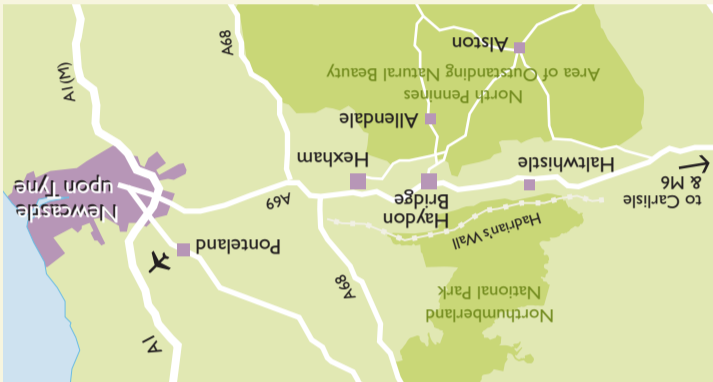 A1
Northumberland
National Park
A68
Ponteland
Hadrian's Wall
to Carlisle
& M6
Haydon
Bridge
A69
Newcastle
upon Tyne
Haltwhistle
Hexham
Allendale
North Pennines
Area of Outstanding Natural Beauty
Alston
A68
A1(M)